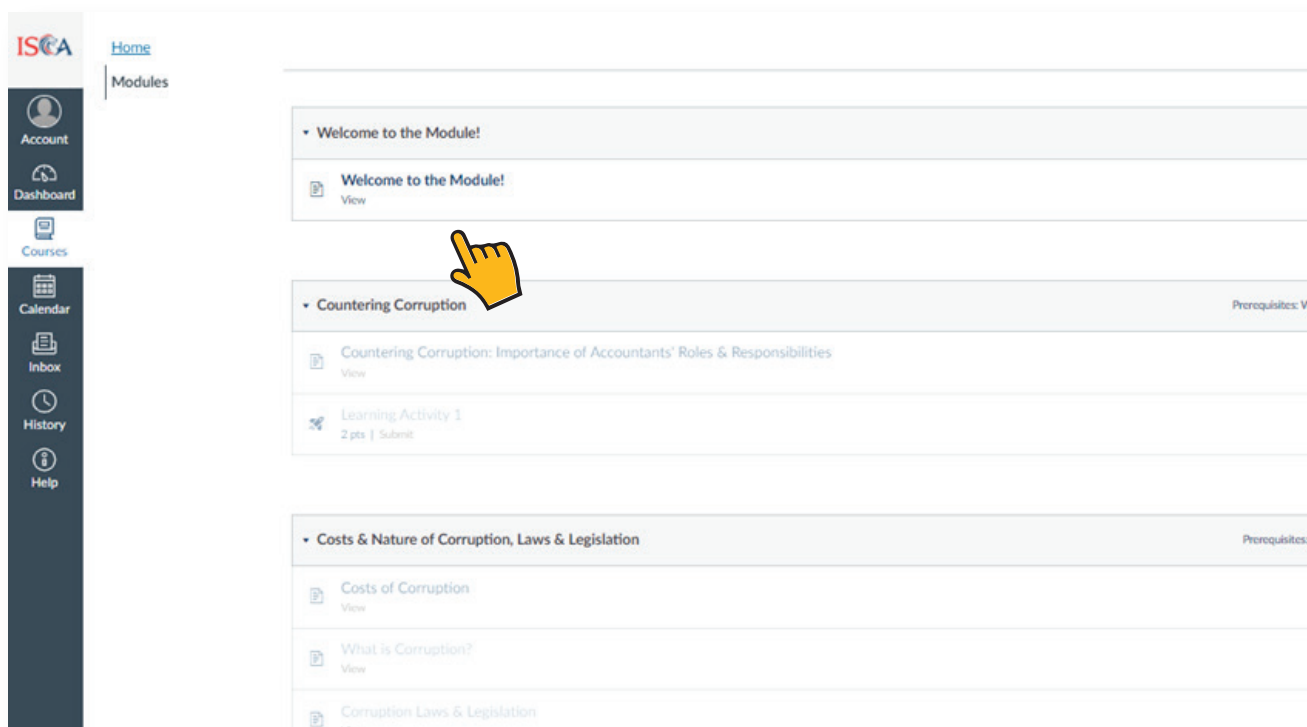 ISCA
Home
Modules
Account
Dashboard
Courses
Calendar
Inbox
History
Help
Welcome to the Module!
Welcome to the Module!
View
Countering Corruption
Prerequisites: W
Countering Corruption: Importance of Accountants' Roles & Responsibilities
View
Learning Activity 1
2 pts | Submit
Costs & Nature of Corruption, Laws & Legislation
Prerequisites:
Costs of Corruption
View
What is Corruption?
View
Corruption Laws & Legislation